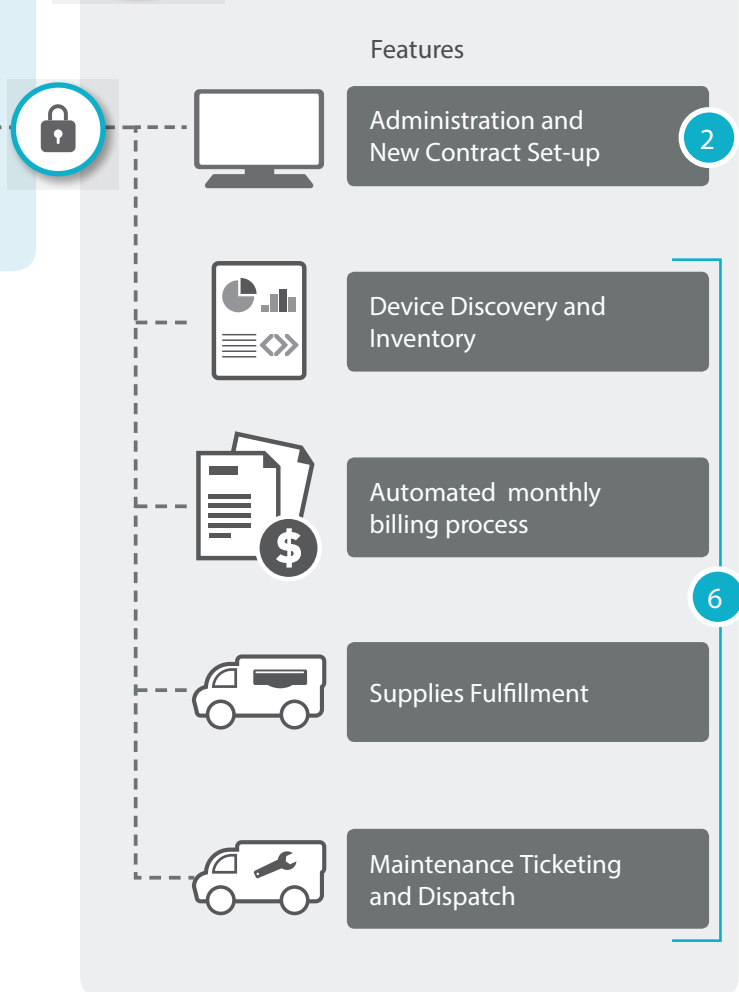 Features
Administration and
New Contract Set-up
2
Device Discovery and
Inventory
Automated monthly
billing process
$
6
Supplies Fulfillment
Maintenance Ticketing
and Dispatch